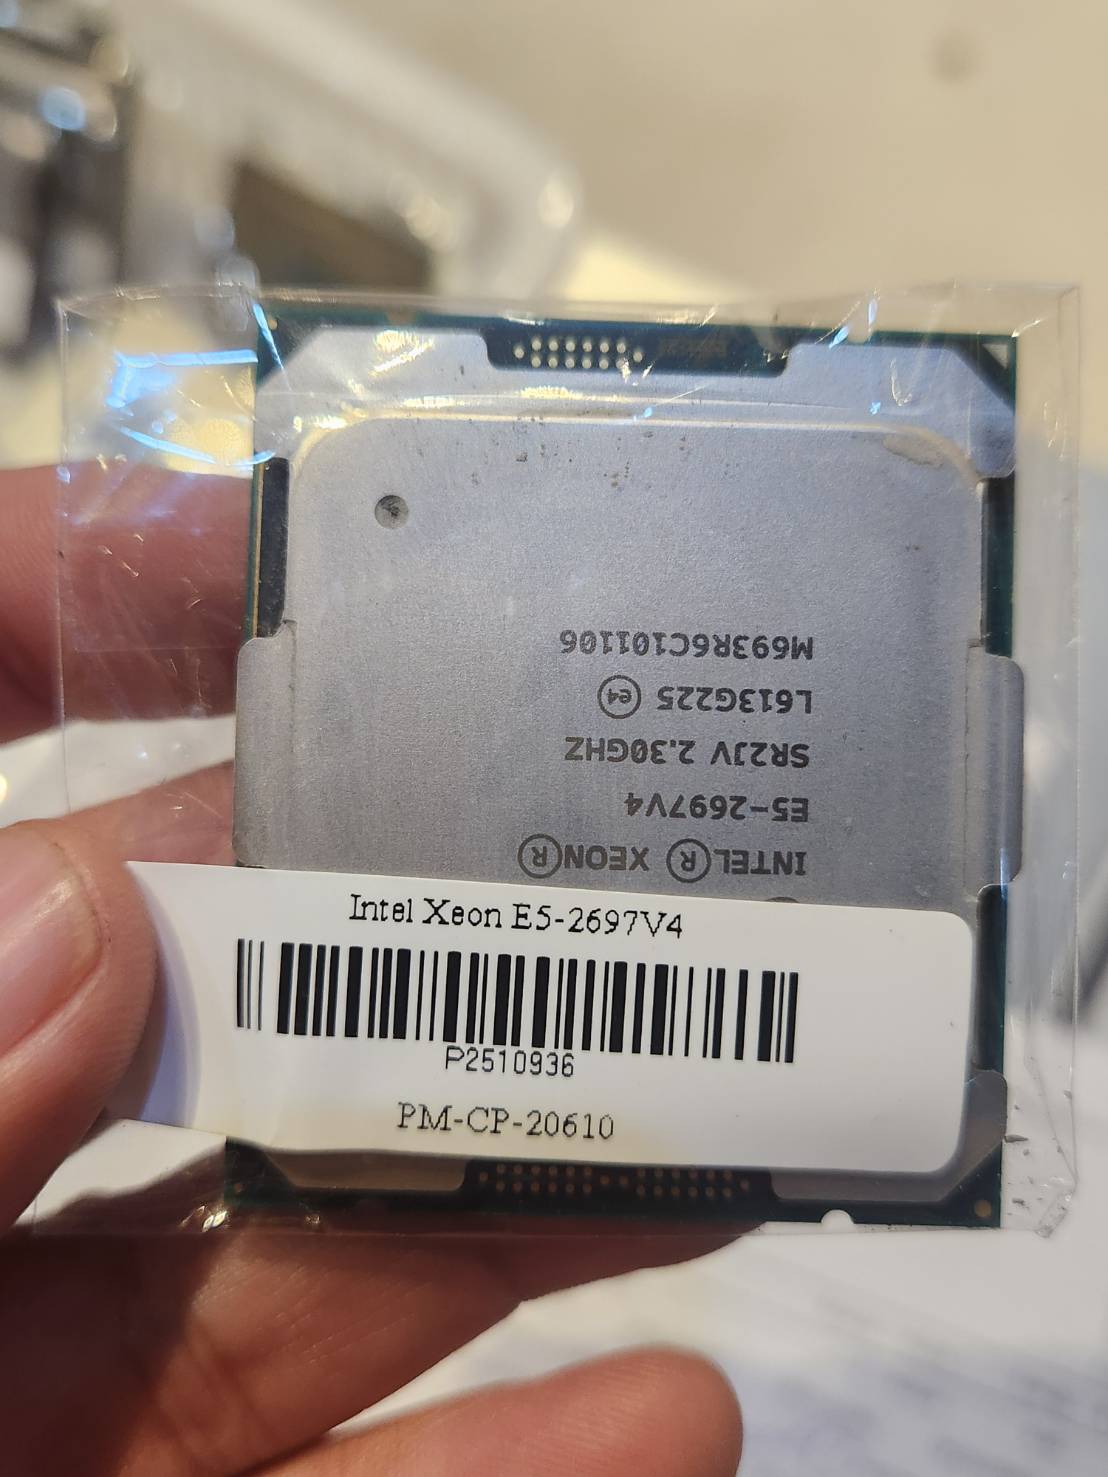 INTEL® XEON®
E5-2697V4
SR2JV 2.30GHZ
L613G225 e4
M693R6C101106
Intel Xeon E5-2697V4
P2510936
PM-CP-20610